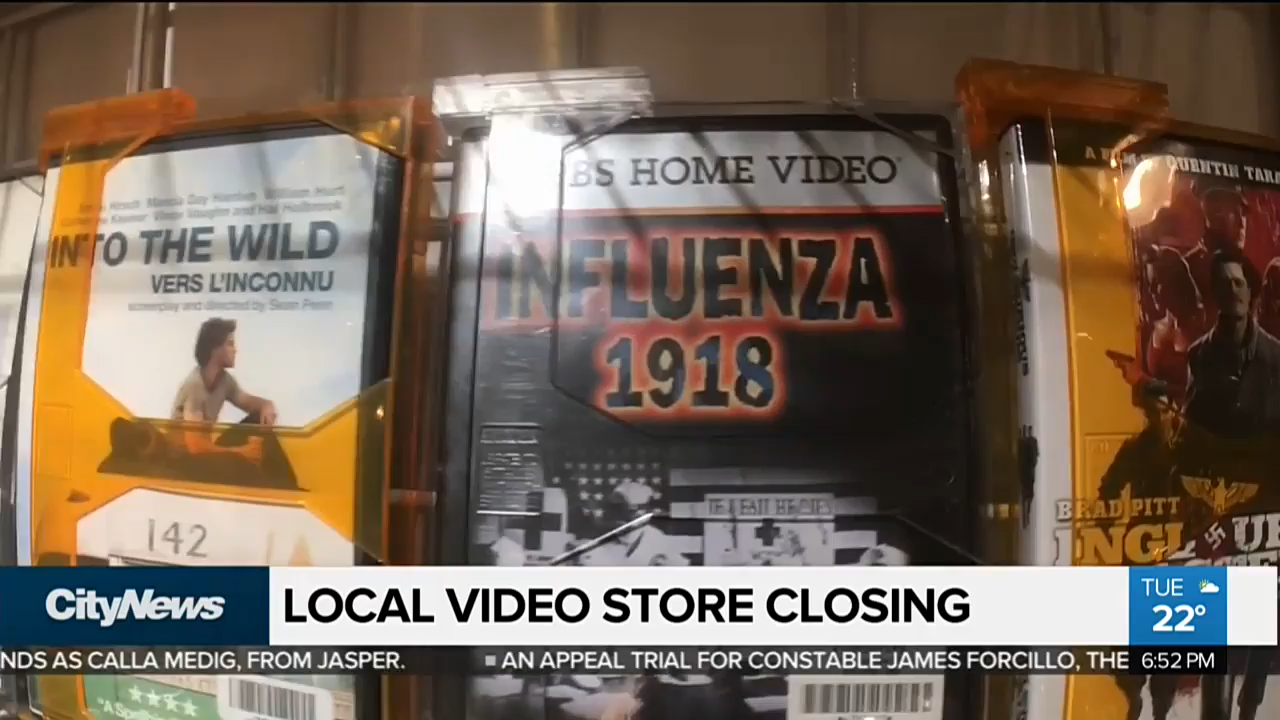 INTO THE WILD
VERS L'INCONNU
screenplay and directed by Sean Penn
142
BS HOME VIDEO
INFLUENZA
1918
QUENTIN TARA
BRAD PITT
CityNews
LOCAL VIDEO STORE CLOSING
TUE
22°
NDS AS CALLA MEDIG, FROM JASPER.
AN APPEAL TRIAL FOR CONSTABLE JAMES FORCILLO, THE
6:52 PM